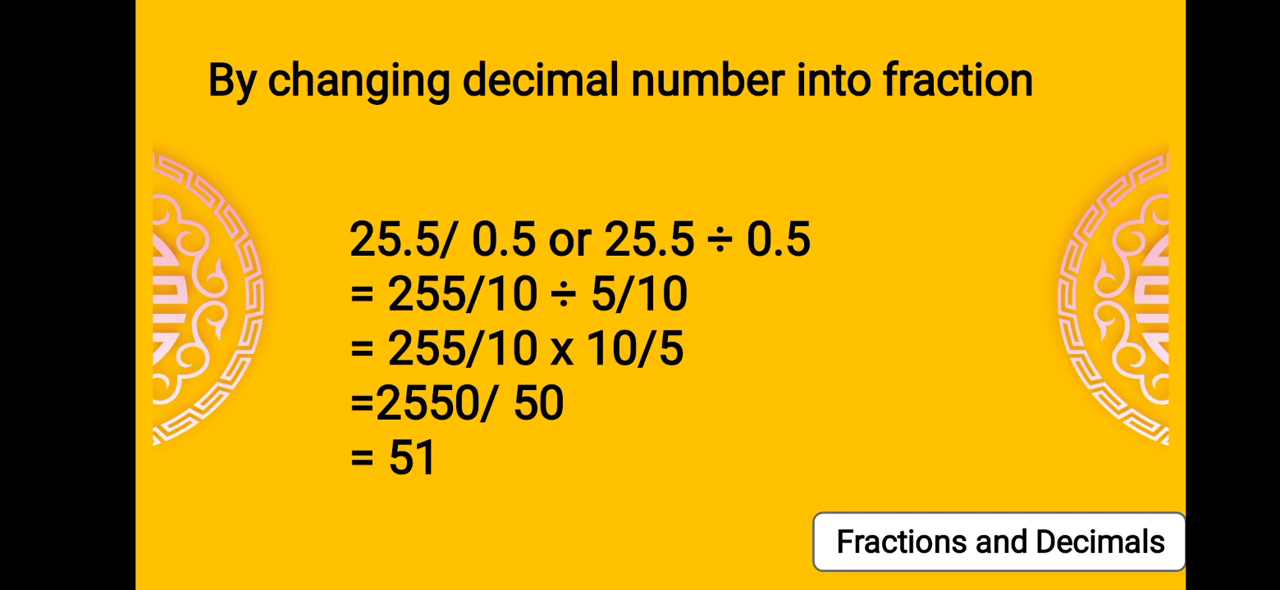 By changing decimal number into fraction
25.5/ 0.5 or 25.5 ÷ 0.5
= 255/10 ÷ 5/10
= 255/10 x 10/5
=2550/ 50
= 51
Fractions and Decimals